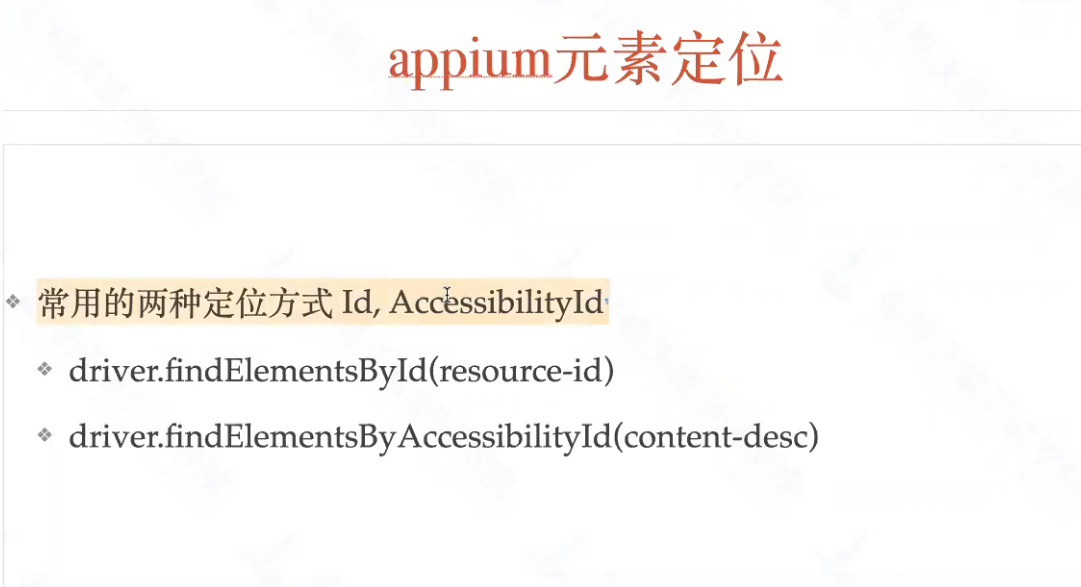 appium元素定位
常用的两种定位方式 Id, AccessibilityId
driver.findElementsById(resource-id)
driver.findElementsByAccessibilityId(content-desc)